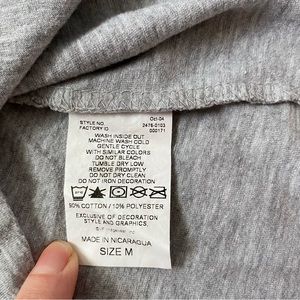 Oct-04
STYLE NO. 2476-0103
FACTORY ID 000171
WASH INSIDE OUT
MACHINE WASH COLD
GENTLE CYCLE
WITH SIMILAR COLORS
DO NOT BLEACH
TUMBLE DRY LOW
REMOVE PROMPTLY
DO NOT DRY CLEAN
DO NOT IRON DECORATION
90% COTTON / 10% POLYESTER
EXCLUSIVE OF DECORATION
STYLE AND GRAPHICS,
MADE IN NICARAGUA
SIZE M